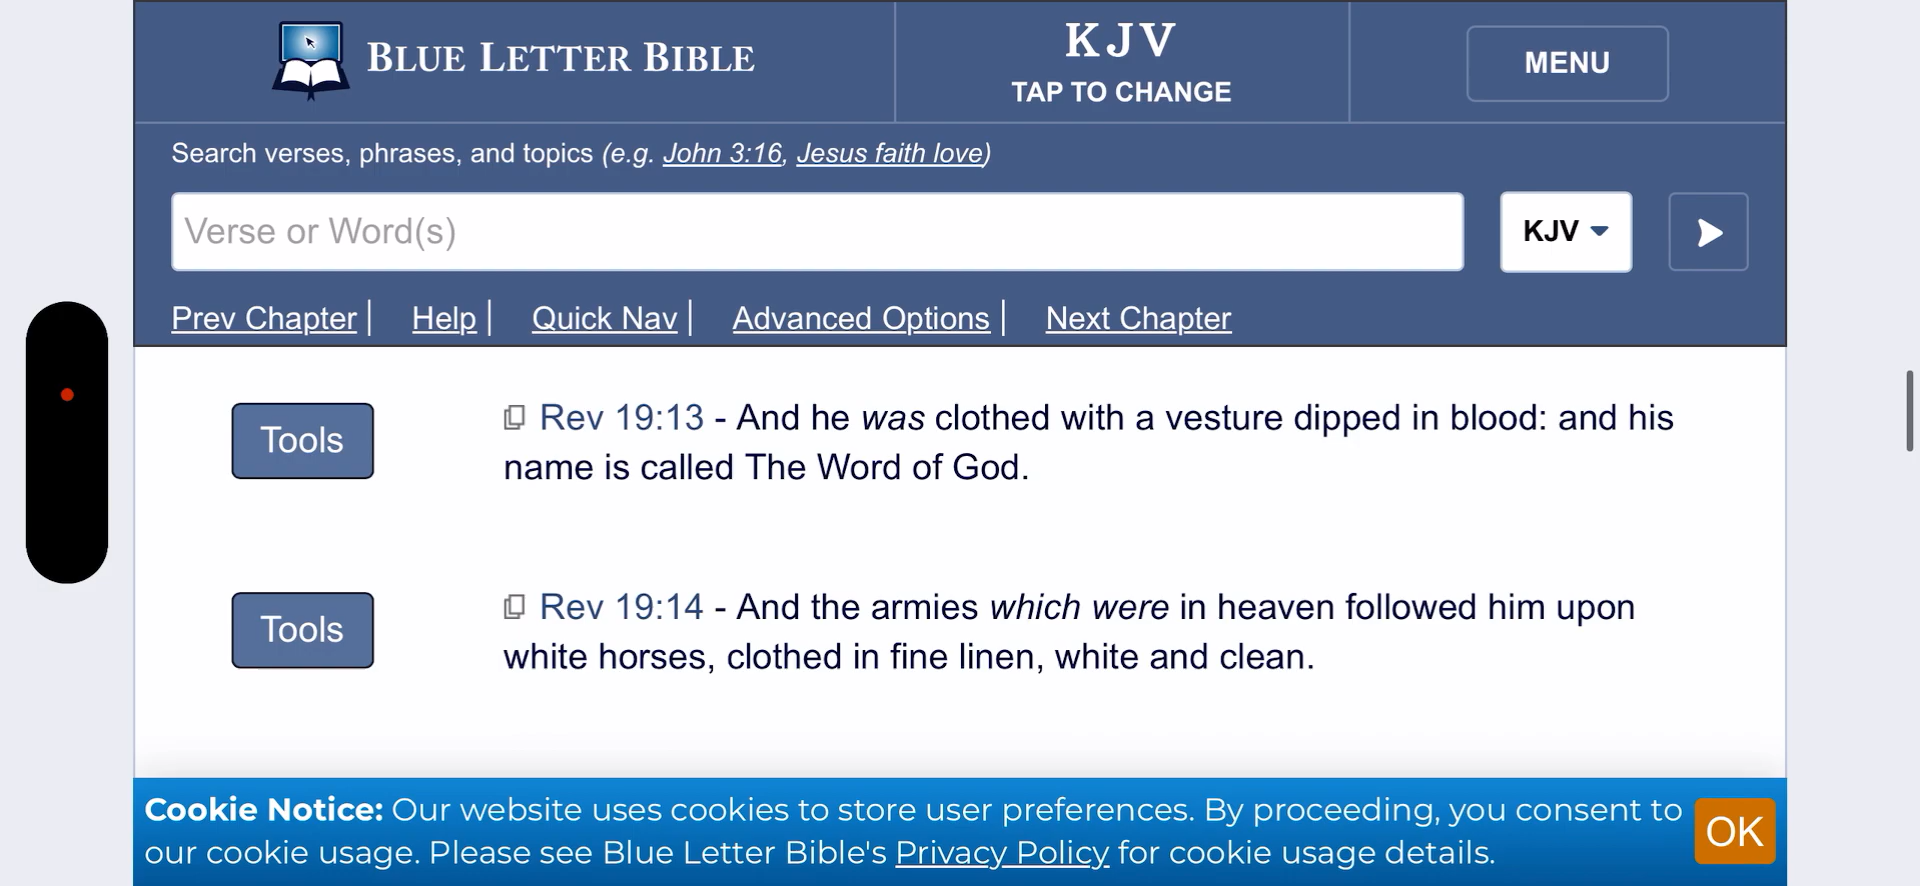 BLUE LETTER BIBLE
KJV
TAP TO CHANGE
MENU
Search verses, phrases, and topics (e.g. John 3:16, Jesus faith love)
Verse or Word(s)
KJV
Prev Chapter | Help | Quick Nav | Advanced Options | Next Chapter
Tools
Rev 19:13 - And he was clothed with a vesture dipped in blood: and his
name is called The Word of God.
Tools
Rev 19:14 - And the armies which were in heaven followed him upon
white horses, clothed in fine linen, white and clean.
Cookie Notice: Our website uses cookies to store user preferences. By proceeding, you consent to
our cookie usage. Please see Blue Letter Bible's Privacy Policy for cookie usage details.
OK